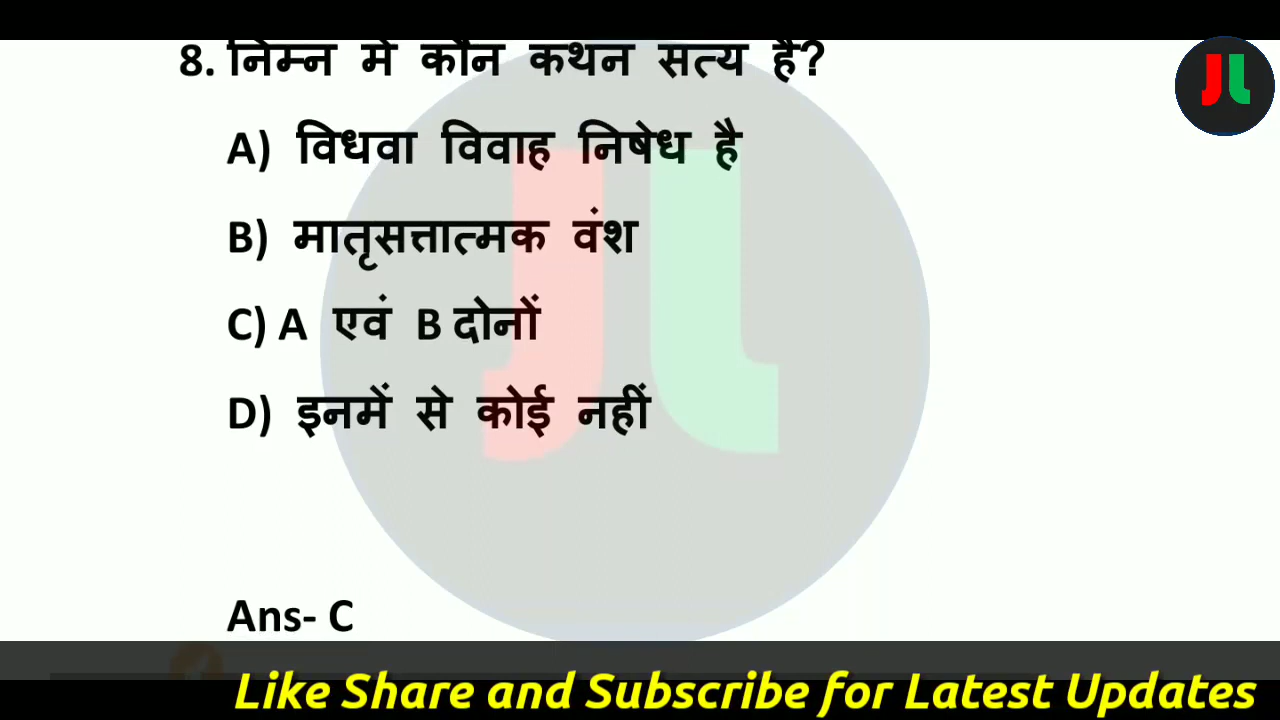 8. निम्न में कौन कथन सत्य है?
A) विधवा विवाह निषेध है
B) मातृसत्तात्मक वंश
C) A एवं B दोनों
D) इनमें से कोई नहीं
Ans- C
Like Share and Subscribe for Latest Updates